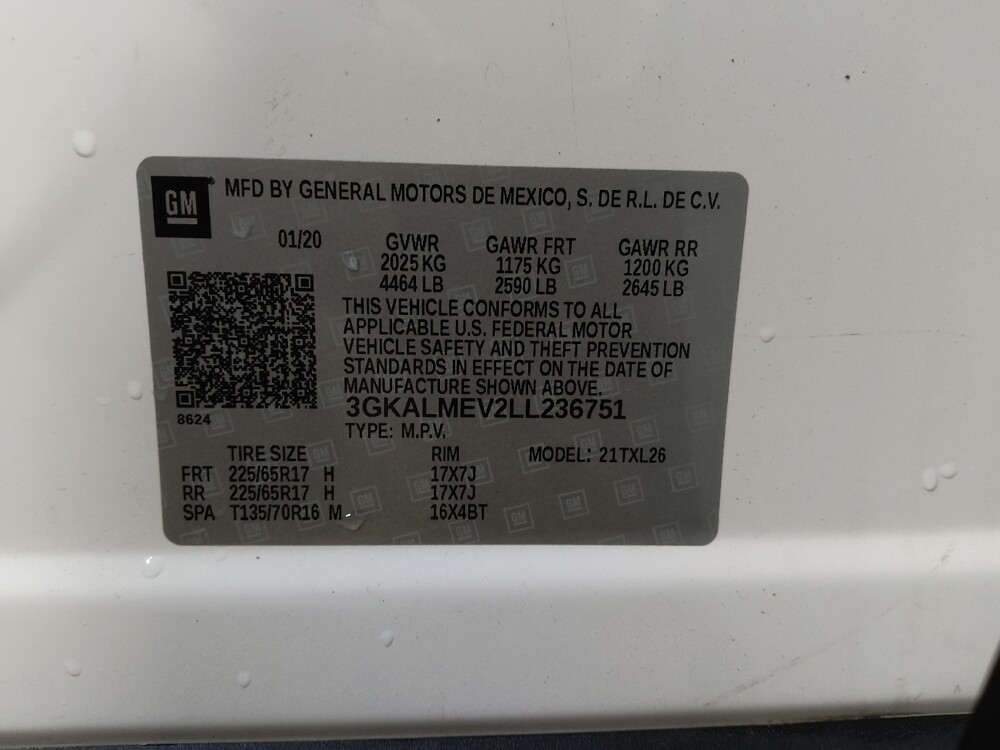 GM
MFD BY GENERAL MOTORS DE MEXICO, S. DE R.L. DE C.V.
01/20 GVWR GAWR FRT GAWR RR
2025 KG 1175 KG 1200 KG
4464 LB 2590 LB 2645 LB
THIS VEHICLE CONFORMS TO ALL
APPLICABLE U.S. FEDERAL MOTOR
VEHICLE SAFETY AND THEFT PREVENTION
STANDARDS IN EFFECT ON THE DATE OF
MANUFACTURE SHOWN ABOVE.
3GKALMEV2LL236751
8624
TYPE: M.P.V.
TIRE SIZE RIM MODEL: 21TXL26
FRT 225/65R17 H 17X7J
RR 225/65R17 H 17X7J
SPA T135/70R16 M 16X4BT